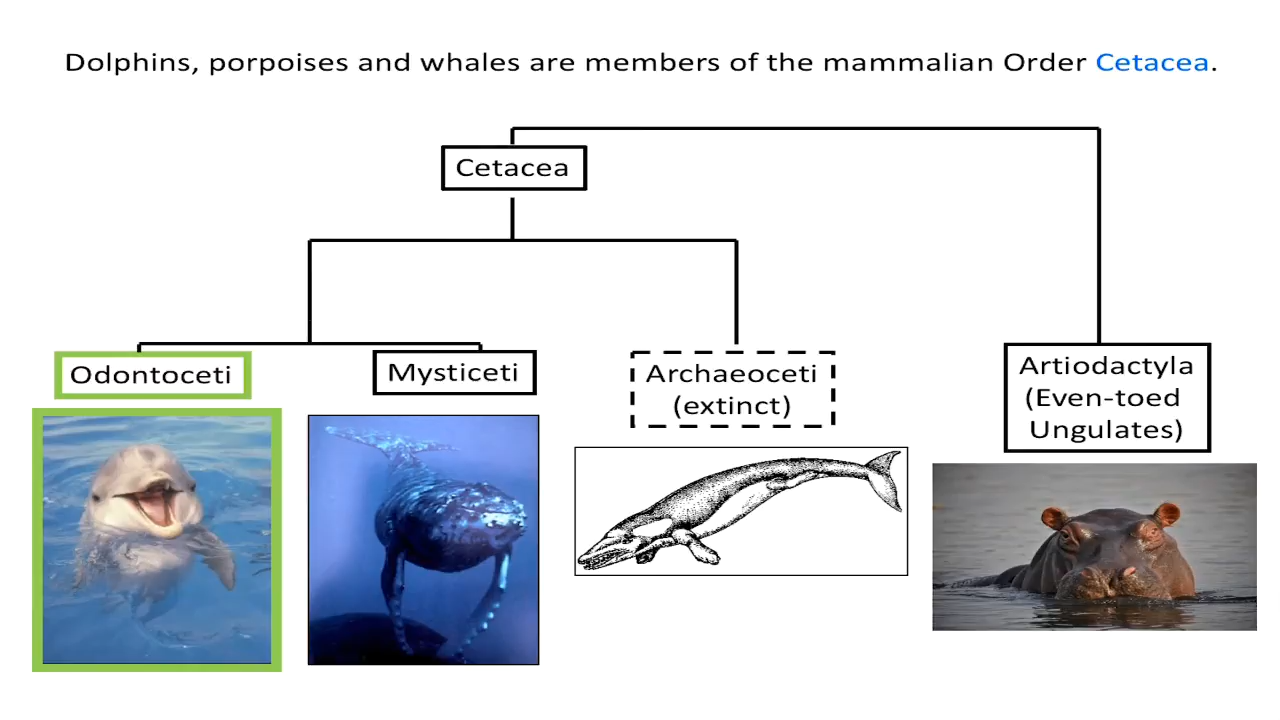 Dolphins, porpoises and whales are members of the mammalian Order Cetacea.
Cetacea
Odontoceti
Mysticeti
Archaeoceti
(extinct)
Artiodactyla
(Even-toed
Ungulates)